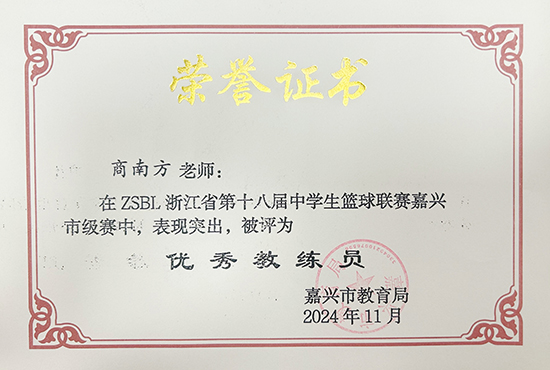 荣誉证书
商南方 老师：
在 ZSBL 浙江省第十八届中学生篮球联赛嘉兴
市级赛中，表现突出，被评为
优秀教练员
嘉兴市教育局
2024 年 11 月